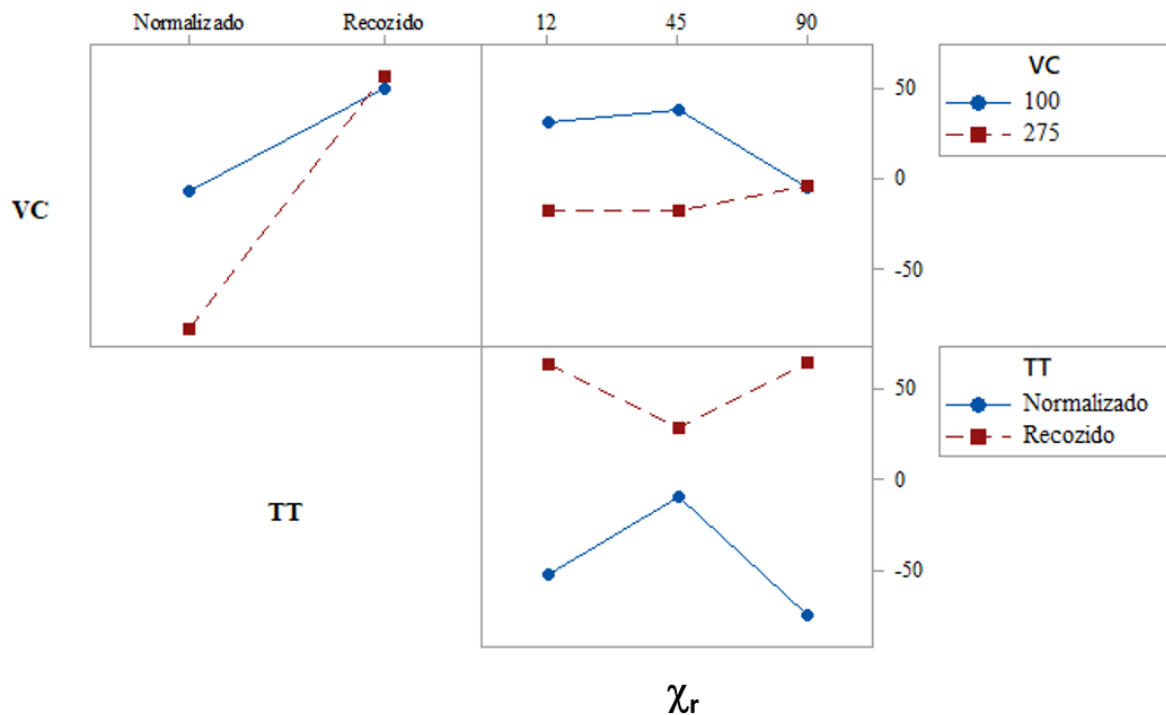 Normalizado Recozido 12 45 90
VC
100
275
50
0
-50
VC
TT
Normalizado
Recozido
50
0
-50
TT
χr